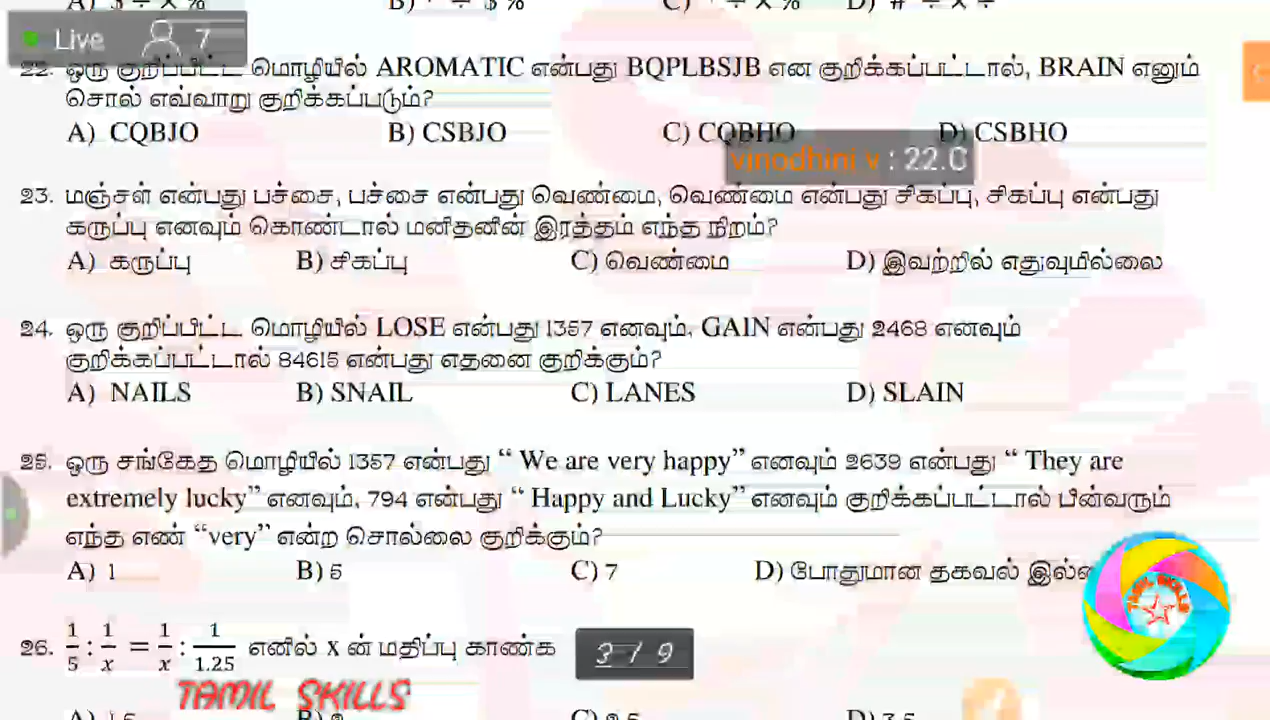 Live 7
22. ஒரு குறிப்பிட்ட மொழியில் AROMATIC என்பது BQPLBSJB என குறிக்கப்பட்டால், BRAIN எனும்
சொல் எவ்வாறு குறிக்கப்படும்?
A) CQBJO B) CSBJO C) CQBHO D) CSBHO
vinodhini v : 22.C
23. மஞ்சள் என்பது பச்சை, பச்சை என்பது வெண்மை, வெண்மை என்பது சிகப்பு, சிகப்பு என்பது
கருப்பு எனவும் கொண்டால் மனிதனின் இரத்தம் எந்த நிறம்?
A) கருப்பு B) சிகப்பு C) வெண்மை D) இவற்றில் எதுவுமில்லை
24. ஒரு குறிப்பிட்ட மொழியில் LOSE என்பது 1357 எனவும், GAIN என்பது 2468 எனவும்
குறிக்கப்பட்டால் 84615 என்பது எதனை குறிக்கும்?
A) NAILS B) SNAIL C) LANES D) SLAIN
25. ஒரு சங்கேத மொழியில் 1357 என்பது “ We are very happy” எனவும் 2639 என்பது “ They are
extremely lucky” எனவும், 794 என்பது “ Happy and Lucky” எனவும் குறிக்கப்பட்டால் பின்வரும்
எந்த எண் “very” என்ற சொல்லை குறிக்கும்?
A) 1 B) 5 C) 7 D) போதுமான தகவல்
26. 1/5 : 1/x = 1/x : 1/1.25 எனில் x ன் மதிப்பு காண்க
3 / 9
TAMIL SKILLS